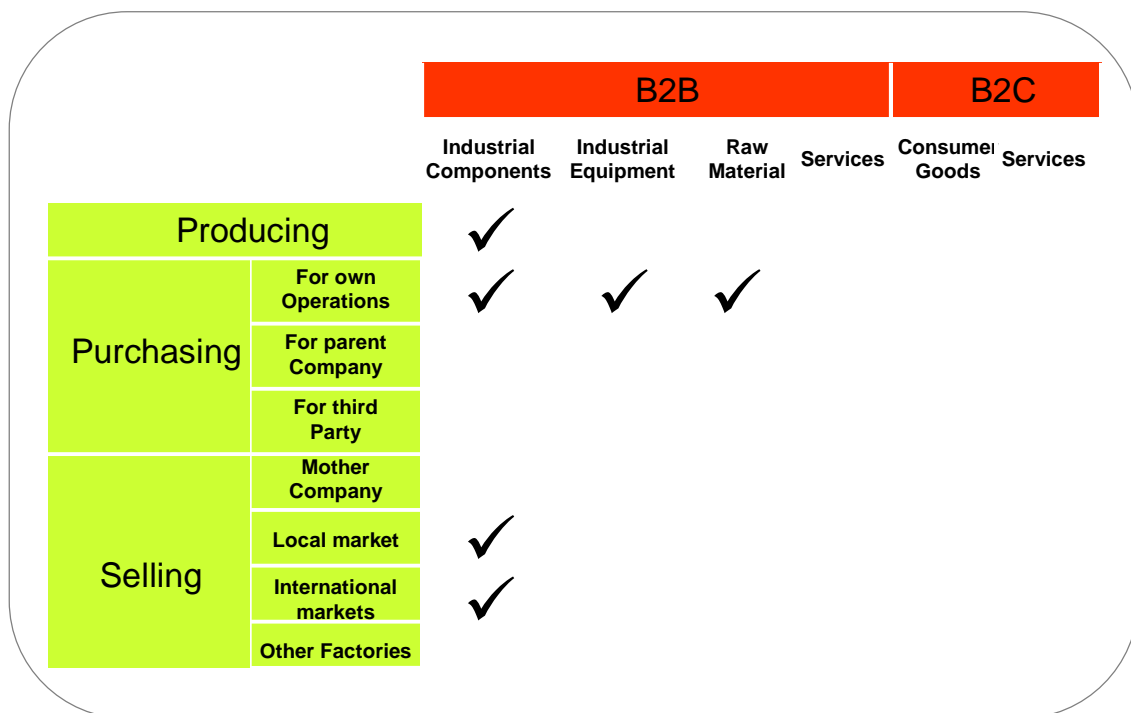 B2B B2C
Industrial Components Industrial Equipment Raw Material Services Consumer Goods Services
Producing
Purchasing
For own
Operations
For parent
Company
For third
Party
Selling
Mother
Company
Local market
International
markets
Other Factories